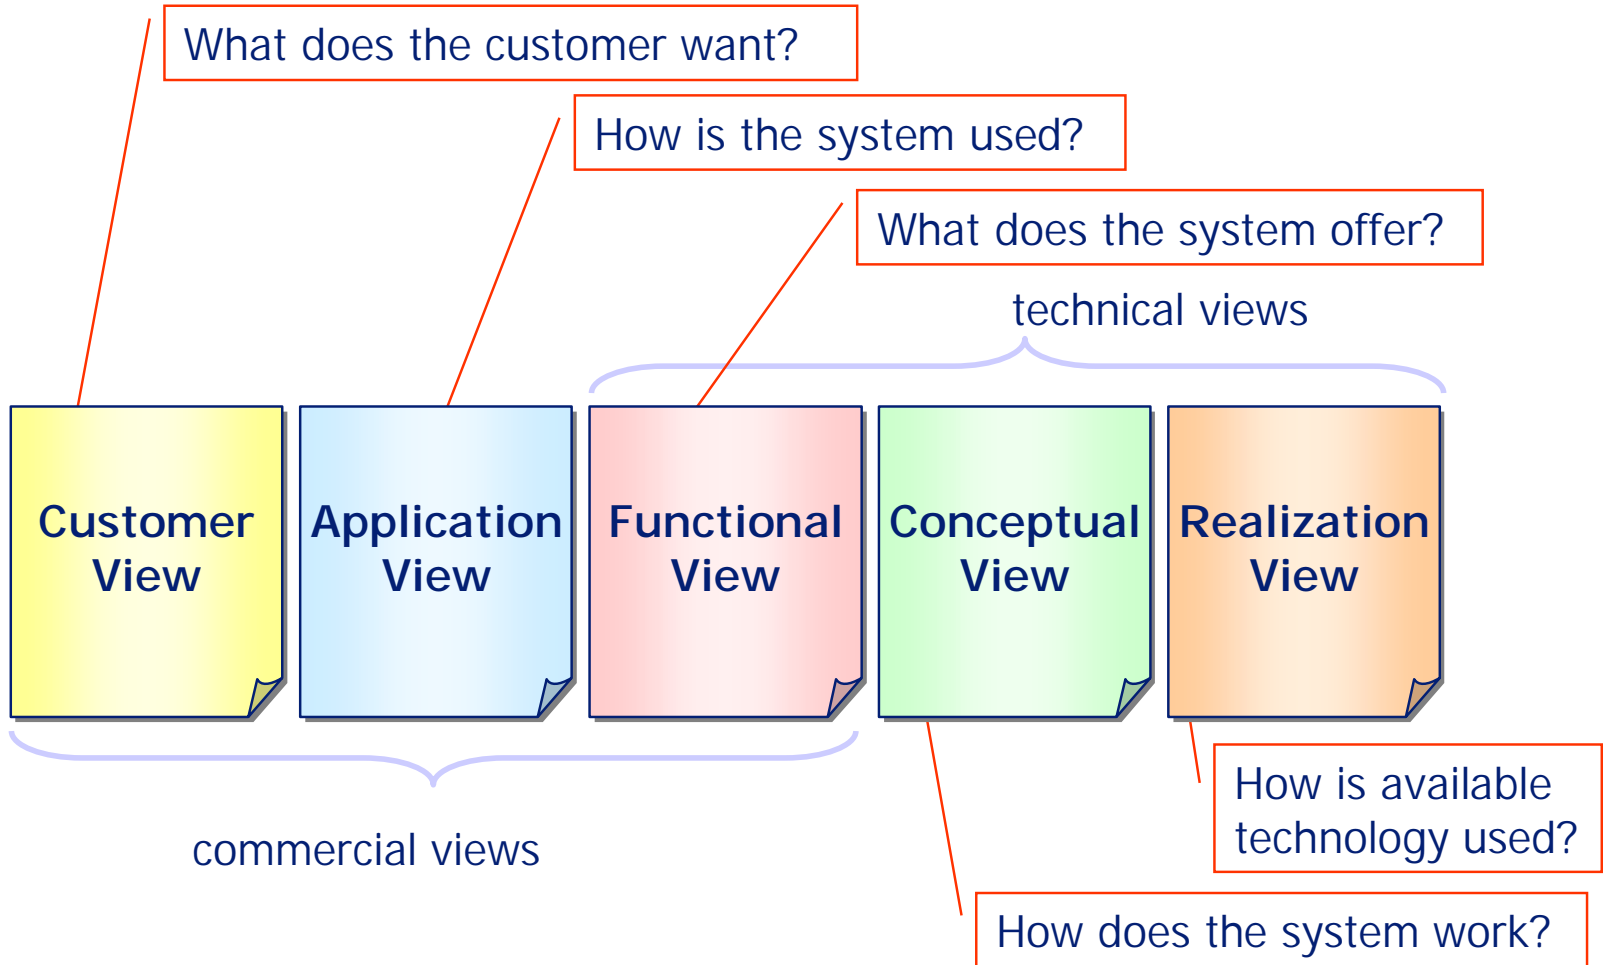 What does the customer want?
How is the system used?
What does the system offer?
technical views
Customer
View
Application
View
Functional
View
Conceptual
View
Realization
View
How is available
technology used?
commercial views
How does the system work?